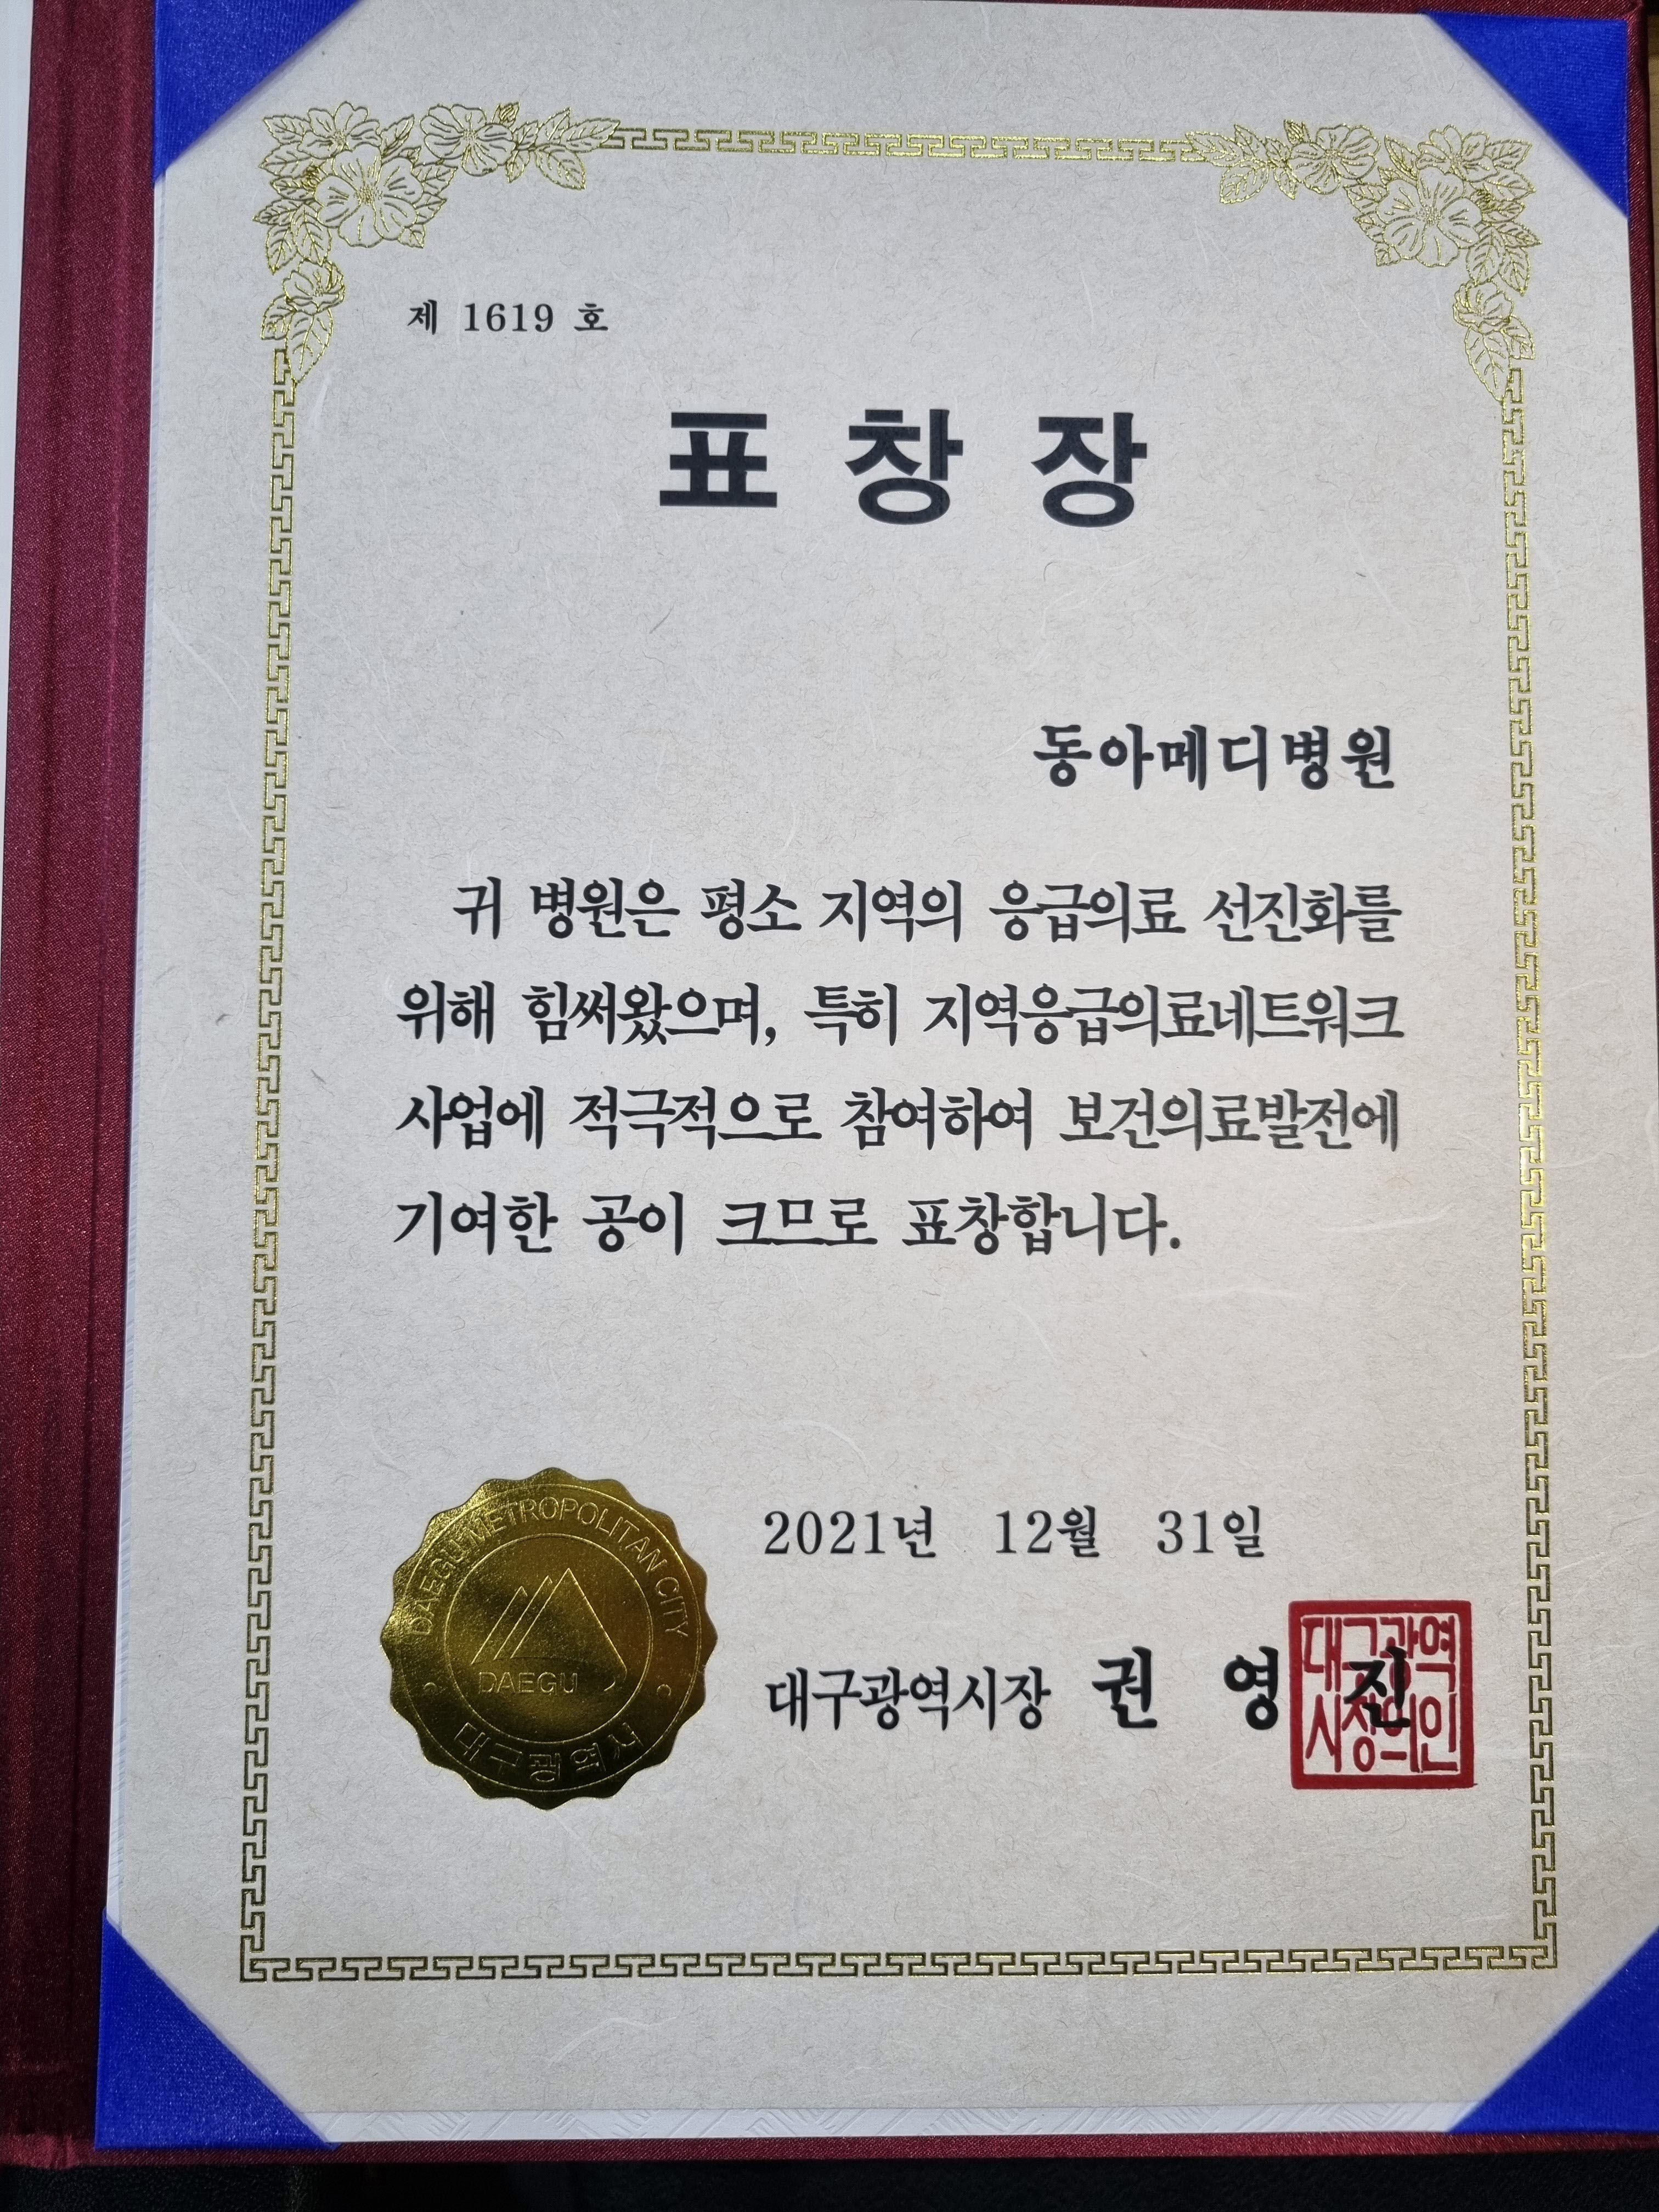 제 1619 호
표 창 장
동아메디병원
귀 병원은 평소 지역의 응급의료 선진화를
위해 힘써왔으며, 특히 지역응급의료네트워크
사업에 적극적으로 참여하여 보건의료발전에
기여한 공이 크므로 표창합니다.
2021년 12월 31일
대구광역시장 권 영 진
대구광역
시장의인
DAEGU METROPOLITAN CITY
DAEGU
대구광역시